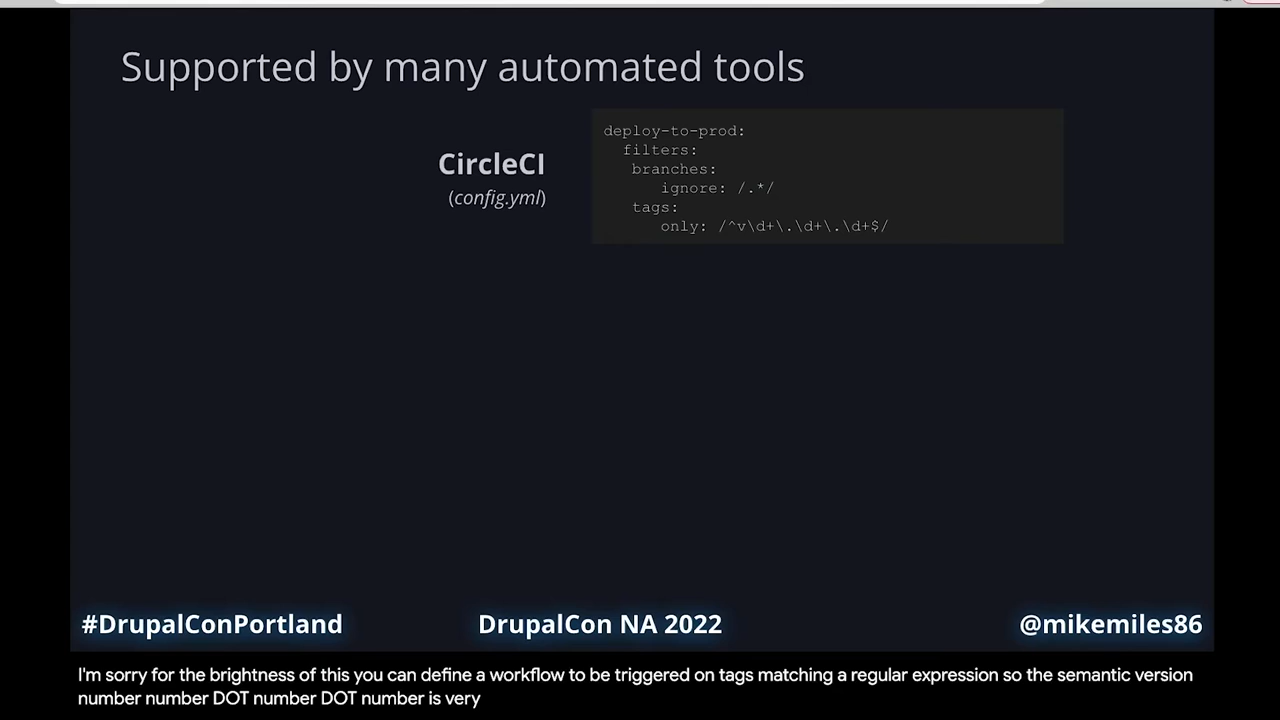 Supported by many automated tools
CircleCI
(config.yml)
deploy-to-prod:
filters:
branches:
ignore: /.*/
tags:
only: /^v\d+\.\d+\.\d+$/
#DrupalConPortland DrupalCon NA 2022 @mikemiles86
I'm sorry for the brightness of this you can define a workflow to be triggered on tags matching a regular expression so the semantic version
number number DOT number DOT number is very